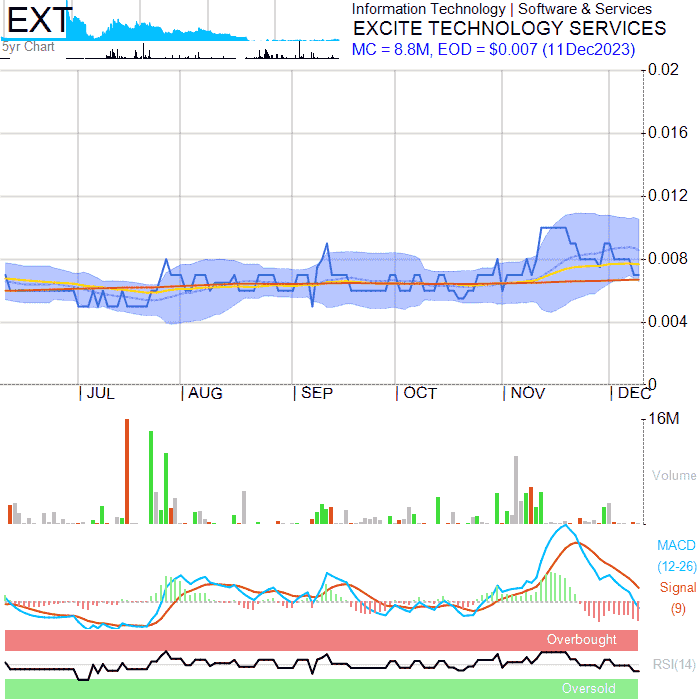 EXT
5yr Chart
Information Technology | Software & Services
EXCITE TECHNOLOGY SERVICES
MC = 8.8M, EOD = $0.007 (11Dec2023)
0.02
0.016
0.012
0.008
0.004
0
JUL AUG SEP OCT NOV DEC
16M
Volume
MACD
(12-26)
Signal
(9)
Overbought
RSI(14)
Oversold